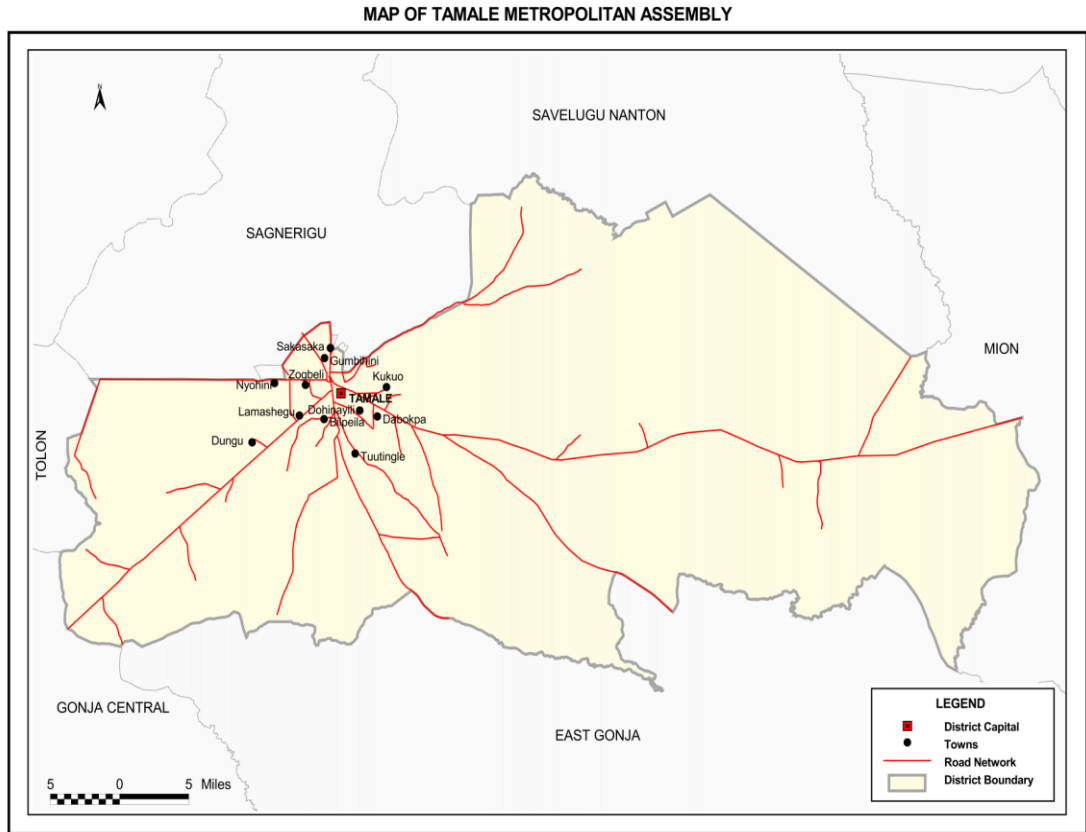 MAP OF TAMALE METROPOLITAN ASSEMBLY
N
SAVELUGU NANTON
SAGNERIGU
MION
TOLON
Sakasaka
Gumbihini
Zogbeli
Nyohini
Kukuo
TAMALE
Lamashegu
Dohinayili
Dabokpa
Bilpeila
Dungu
Tuutingle
GONJA CENTRAL
EAST GONJA
5 0 5 Miles
LEGEND
District Capital
Towns
Road Network
District Boundary